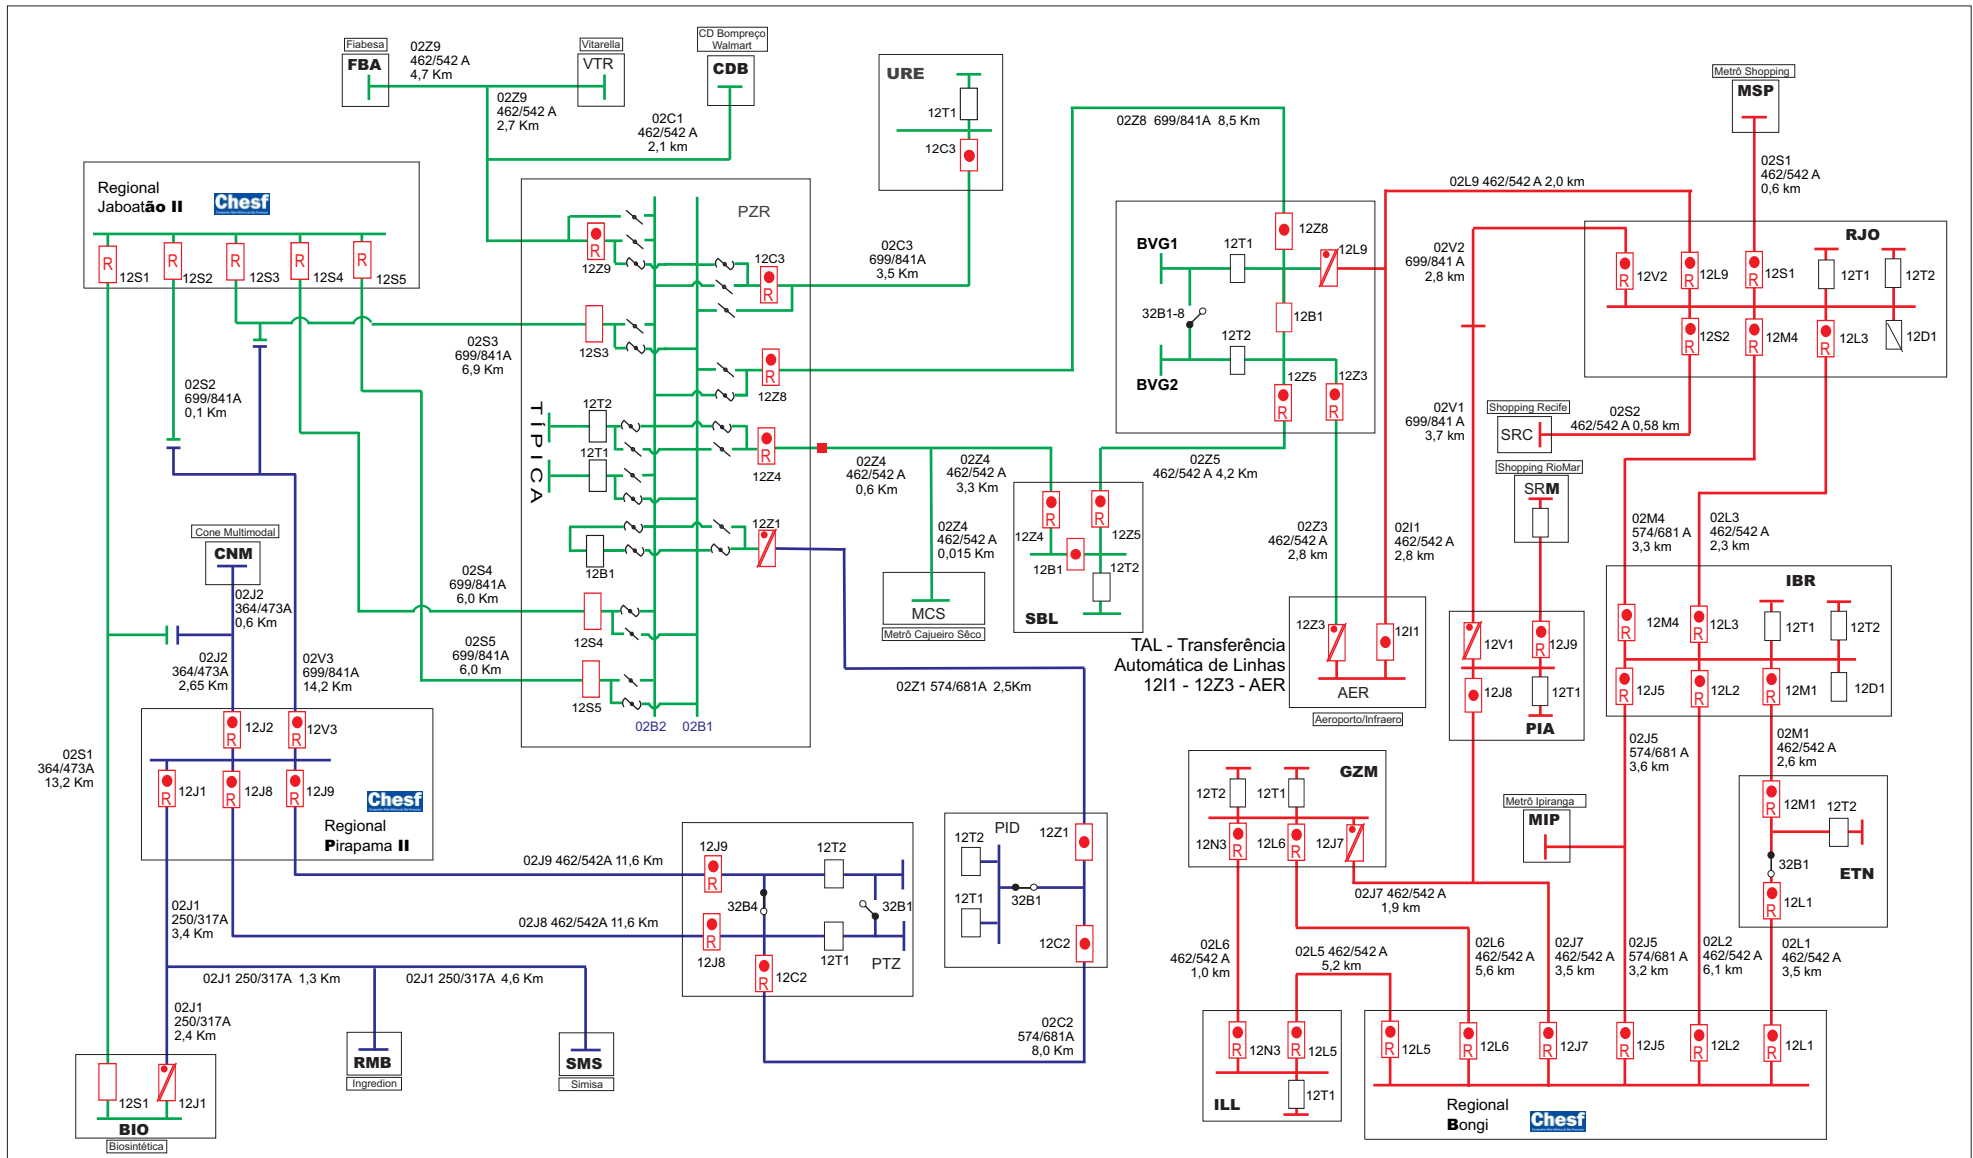 Fiabesa
FBA
02Z9
462/542 A
4,7 Km
Vitarella
VTR
CD Bompreço
Walmart
CDB
02Z9
462/542 A
2,7 Km
02C1
462/542 A
2,1 km
URE
12T1
12C3
02Z8 699/841A 8,5 Km
Metrô Shopping
MSP
02S1
462/542 A
0,6 km
02L9 462/542 A 2,0 km
Regional
Jaboatão II
Chesf
R
R
R
R
R
12S1
12S2
12S3
12S4
12S5
PZR
R
12Z9
12C3
R
02C3
699/841A
3,5 Km
12S3
R
12Z8
TÍPICA
12T2
12T1
R
12Z4
12Z1
12B1
12S4
12S5
02B2
02B1
02S3
699/841A
6,9 Km
02S2
699/841A
0,1 Km
02S4
699/841A
6,0 Km
02S5
699/841A
6,0 Km
BVG1
12T1
12Z8
12L9
32B1-8
12B1
12T2
BVG2
12Z5
12Z3
R
R
02V2
699/841 A
2,8 km
RJO
R
12V2
R
12L9
R
12S1
12T1
12T2
R
12S2
R
12M4
R
12L3
12D1
02V1
699/841 A
3,7 km
Shopping Recife
SRC
02S2
462/542 A 0,58 km
Shopping RioMar
SRM
02Z4
462/542 A
0,6 Km
02Z4
462/542 A
3,3 Km
02Z5
462/542 A 4,2 Km
02Z4
462/542 A
0,015 Km
MCS
Metrô Cajueiro Sêco
R
12Z4
R
12Z5
12B1
12T2
SBL
02Z3
462/542 A
2,8 km
02I1
462/542 A
2,8 km
02M4
574/681 A
3,3 km
02L3
462/542 A
2,3 km
TAL - Transferência
Automática de Linhas
12I1 - 12Z3 - AER
12Z3
12I1
AER
Aeroporto/Infraero
12V1
R
12J9
12J8
12T1
PIA
IBR
R
12M4
R
12L3
12T1
12T2
R
12J5
R
12L2
R
12M1
12D1
Cone Multimodal
CNM
02J2
364/473A
0,6 Km
02J2
364/473A
2,65 Km
02V3
699/841A
14,2 Km
02S1
364/473A
13,2 Km
R
12J2
R
12V3
R
12J1
R
12J8
R
12J9
Chesf
Regional
Pirapama II
02Z1 574/681A 2,5Km
02J5
574/681 A
3,6 km
02M1
462/542 A
2,6 km
GZM
12T2
12T1
R
12N3
R
12L6
12J7
02J7 462/542 A
1,9 km
Metrô Ipiranga
MIP
R
12M1
12T2
32B1
R
12L1
ETN
02J9 462/542A 11,6 Km
02J8 462/542A 11,6 Km
12J9
R
12T2
32B4
32B1
R
12J8
12T1
PTZ
R
12C2
PID
12T2
12Z1
12T1
32B1
12C2
02J1
250/317A
3,4 Km
02J1 250/317A 1,3 Km
02J1 250/317A 4,6 Km
02J1
250/317A
2,4 Km
RMB
Ingredion
SMS
Simisa
02C2
574/681A
8,0 Km
12S1
12J1
BIO
Biosintética
02L6
462/542 A
1,0 km
02L5 462/542 A
5,2 km
02L6
462/542 A
5,6 km
02J7
462/542 A
3,5 km
02J5
574/681 A
3,2 km
02L2
462/542 A
6,1 km
02L1
462/542 A
3,5 km
R
12N3
R
12L5
12T1
ILL
R
12L5
R
12L6
R
12J7
R
12J5
R
12L2
R
12L1
Regional
Bongi
Chesf